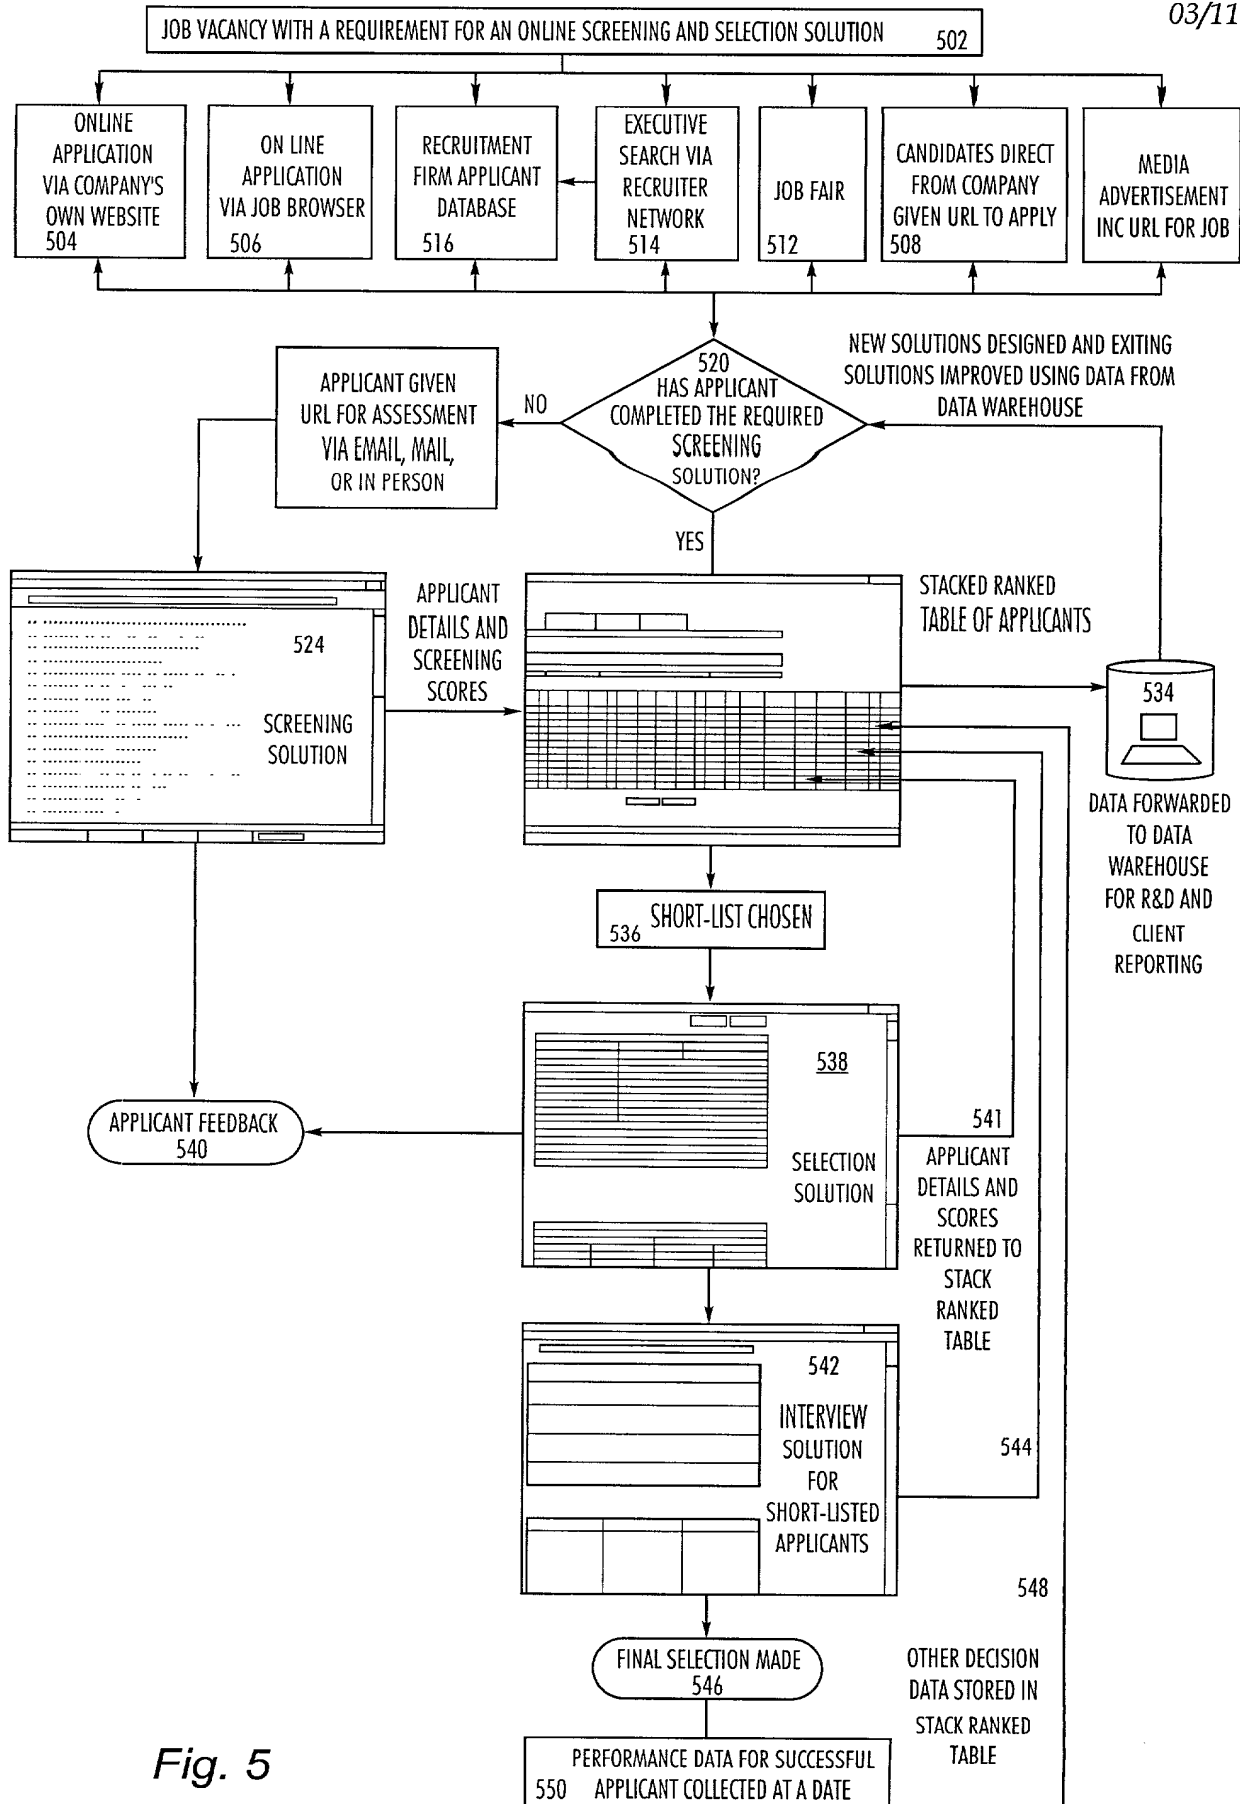 03/11
JOB VACANCY WITH A REQUIREMENT FOR AN ONLINE SCREENING AND SELECTION SOLUTION 502
ONLINE
APPLICATION
VIA COMPANY'S
OWN WEBSITE
504
ON LINE
APPLICATION
VIA JOB BROWSER
506
RECRUITMENT
FIRM APPLICANT
DATABASE
516
EXECUTIVE
SEARCH VIA
RECRUITER
NETWORK
514
JOB FAIR
512
CANDIDATES DIRECT
FROM COMPANY
GIVEN URL TO APPLY
508
MEDIA
ADVERTISEMENT
INC URL FOR JOB
520
HAS APPLICANT
COMPLETED THE REQUIRED
SCREENING
SOLUTION?
NO
YES
APPLICANT GIVEN
URL FOR ASSESSMENT
VIA EMAIL, MAIL,
OR IN PERSON
NEW SOLUTIONS DESIGNED AND EXITING
SOLUTIONS IMPROVED USING DATA FROM
DATA WAREHOUSE
524
SCREENING
SOLUTION
APPLICANT
DETAILS AND
SCREENING
SCORES
STACKED RANKED
TABLE OF APPLICANTS
534
DATA FORWARDED
TO DATA
WAREHOUSE
FOR R&D AND
CLIENT
REPORTING
536 SHORT-LIST CHOSEN
538
SELECTION
SOLUTION
APPLICANT FEEDBACK
540
541
APPLICANT
DETAILS AND
SCORES
RETURNED TO
STACK
RANKED
TABLE
542
INTERVIEW
SOLUTION
FOR
SHORT-LISTED
APPLICANTS
544
548
FINAL SELECTION MADE
546
OTHER DECISION
DATA STORED IN
STACK RANKED
TABLE
PERFORMANCE DATA FOR SUCCESSFUL
550 APPLICANT COLLECTED AT A DATE
Fig. 5